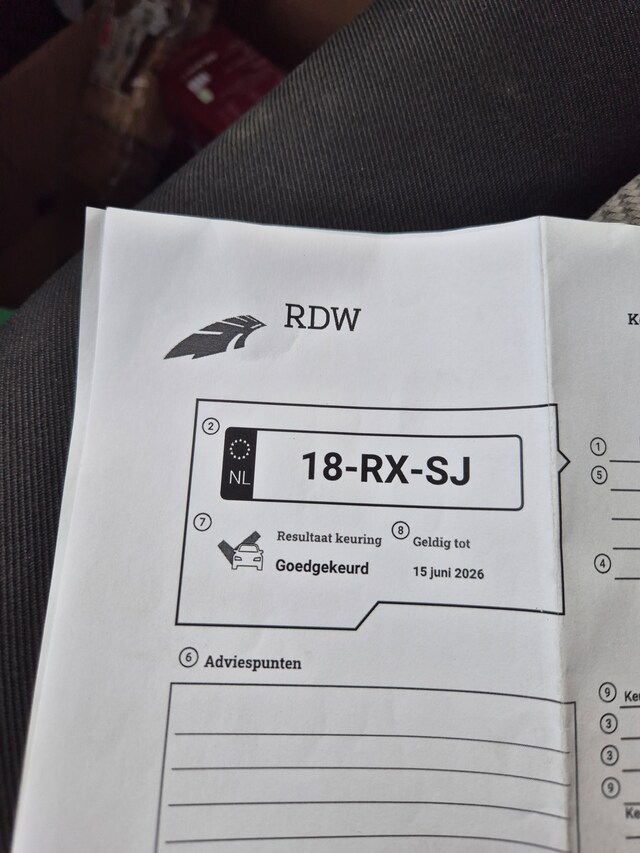 RDW
2
NL
18-RX-SJ
7
Resultaat keuring
Goedgekeurd
8
Geldig tot
15 juni 2026
6 Adviespunten
1
5
4
9
3
3
9